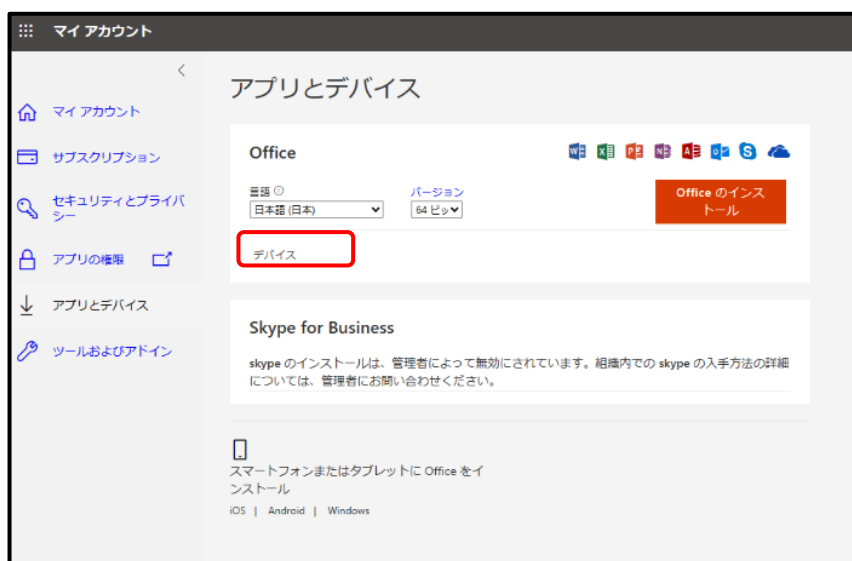 マイ アカウント
アプリとデバイス
マイ アカウント
サブスクリプション
セキュリティとプライバ
シー
アプリの権限
アプリとデバイス
ツールおよびアドイン
Office
言語
バージョン
日本語 (日本)
64 ビッ
Office のインス
トール
デバイス
Skype for Business
skype のインストールは、管理者によって無効にされています。組織内での skype の入手方法の詳細
については、管理者にお問い合わせください。
スマートフォンまたはタブレットに Office をイ
ンストール
iOS | Android | Windows